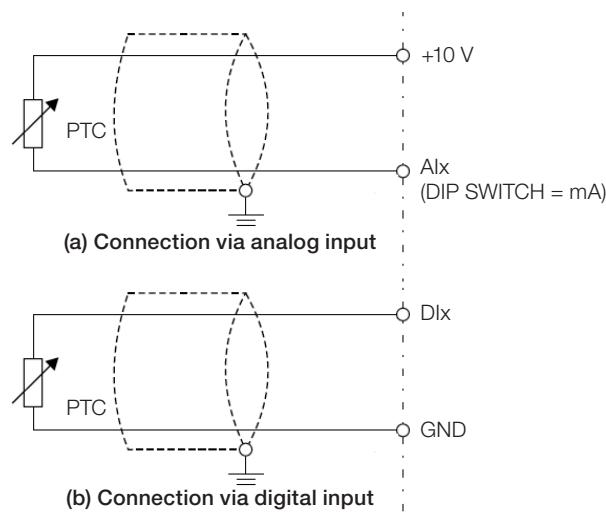 +10 V
PTC
AIx
(DIP SWITCH = mA)
(a) Connection via analog input
DIx
PTC
GND
(b) Connection via digital input